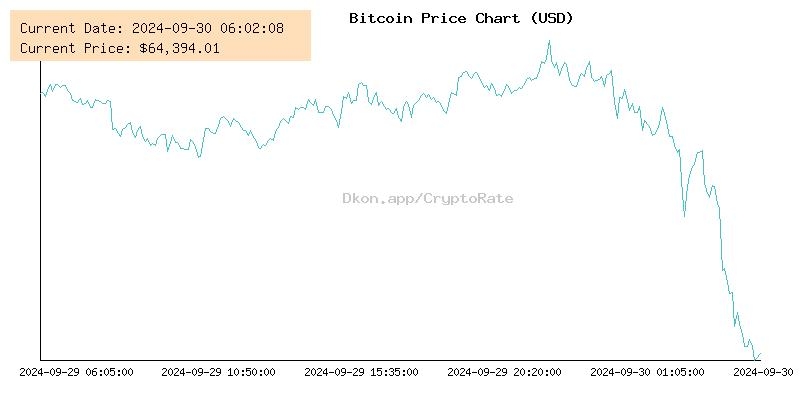 Bitcoin Price Chart (USD)
Current Date: 2024-09-30 06:02:08
Current Price: $64,394.01
Dkon.app/CryptoRate
2024-09-29 06:05:00 2024-09-29 10:50:00 2024-09-29 15:35:00 2024-09-29 20:20:00 2024-09-30 01:05:00 2024-09-30